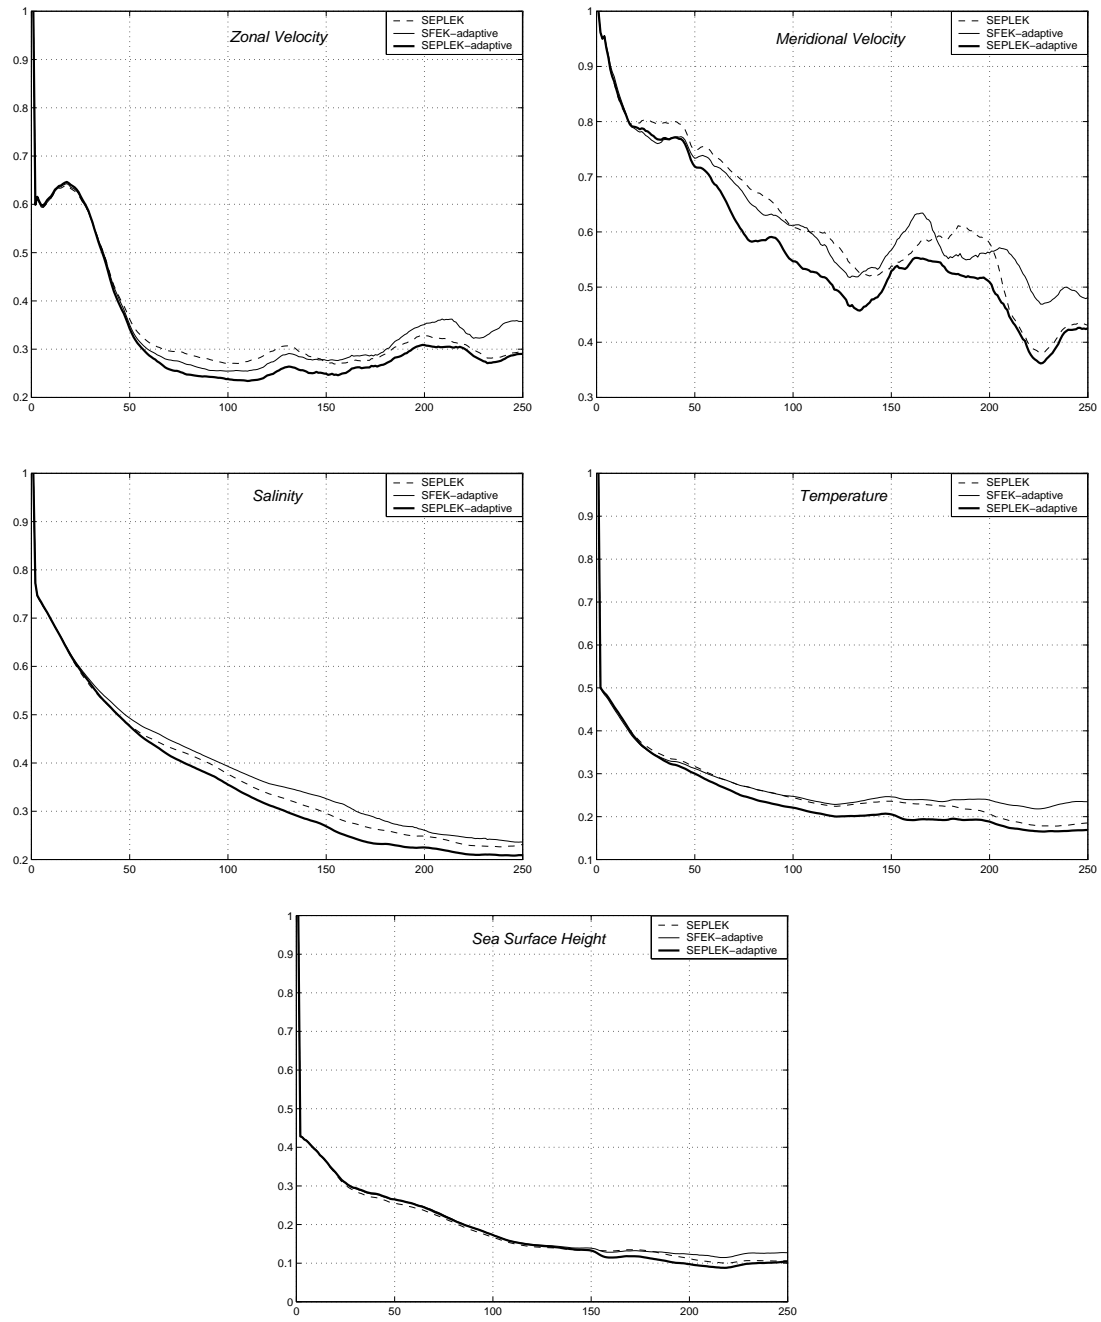 Zonal Velocity
SEPLEK
SFEK-adaptive
SEPLEK-adaptive
1
0.9
0.8
0.7
0.6
0.5
0.4
0.3
0.2
0 50 100 150 200 250
Meridional Velocity
SEPLEK
SFEK-adaptive
SEPLEK-adaptive
1
0.9
0.8
0.7
0.6
0.5
0.4
0.3
0 50 100 150 200 250
Salinity
SEPLEK
SFEK-adaptive
SEPLEK-adaptive
1
0.9
0.8
0.7
0.6
0.5
0.4
0.3
0.2
0 50 100 150 200 250
Temperature
SEPLEK
SFEK-adaptive
SEPLEK-adaptive
1
0.9
0.8
0.7
0.6
0.5
0.4
0.3
0.2
0.1
0 50 100 150 200 250
Sea Surface Height
SEPLEK
SFEK-adaptive
SEPLEK-adaptive
1
0.9
0.8
0.7
0.6
0.5
0.4
0.3
0.2
0.1
0
0 50 100 150 200 250